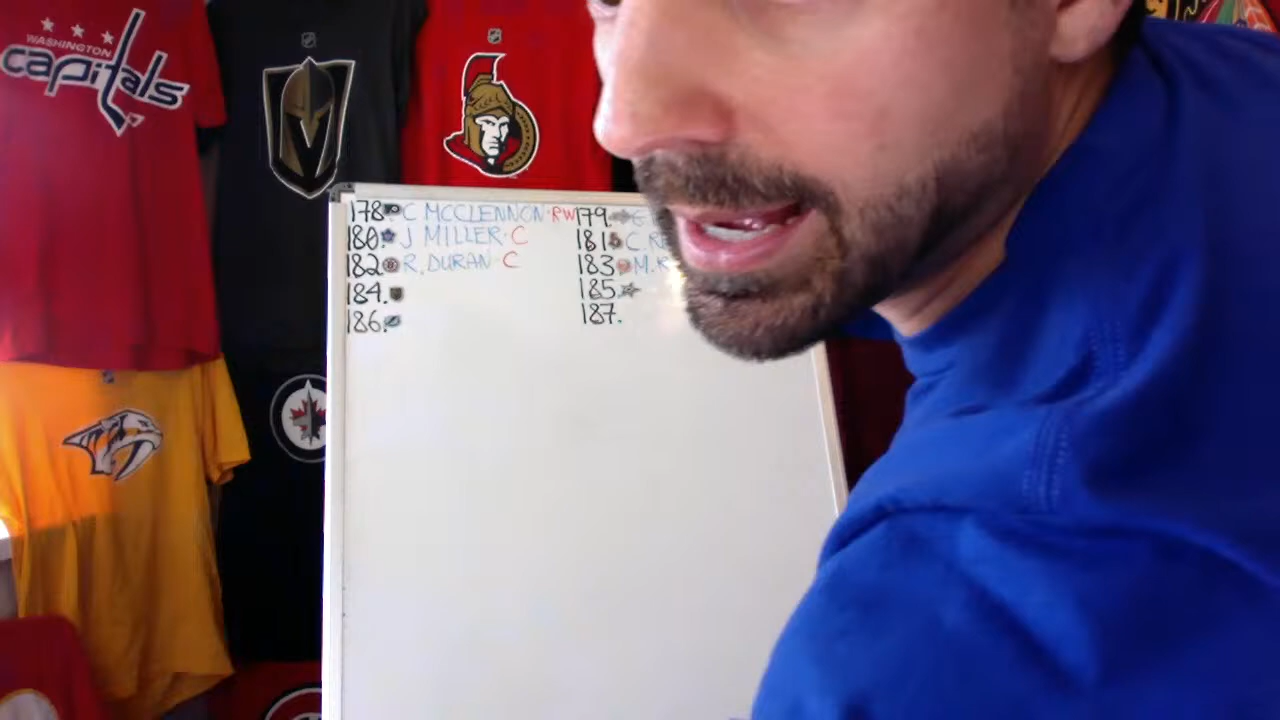 WASHINGTON
capitals
178. C MCCLENNON·RW 179.
180. J MILLER·C 181. C.
182. R. DURAN·C 183. M.
184. 185.
186. 187.